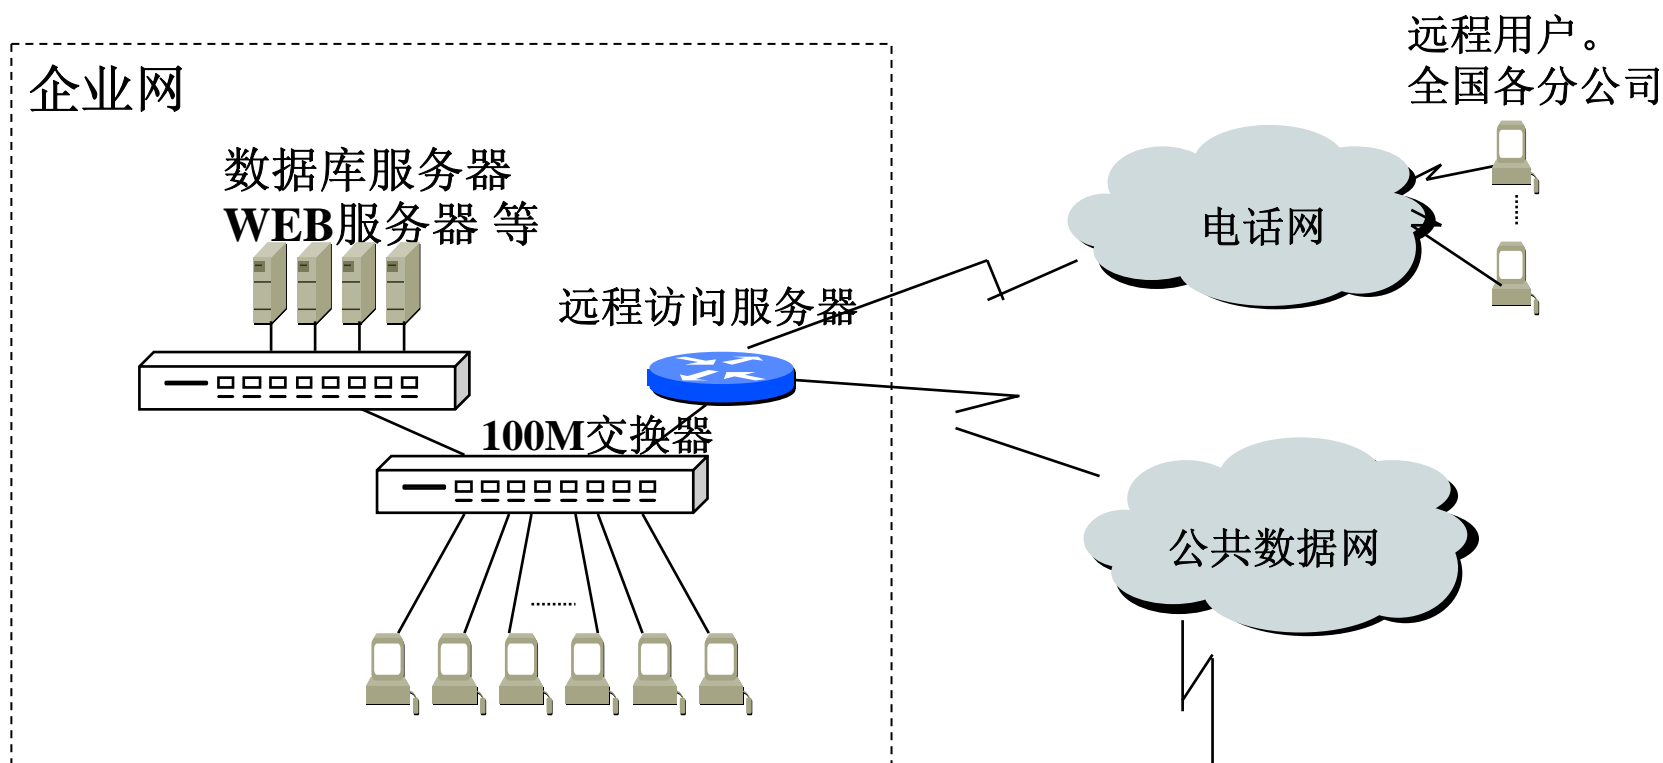 远程用户。
全国各分公司
企业网
数据库服务器
WEB服务器 等
电话网
远程访问服务器
100M交换器
公共数据网